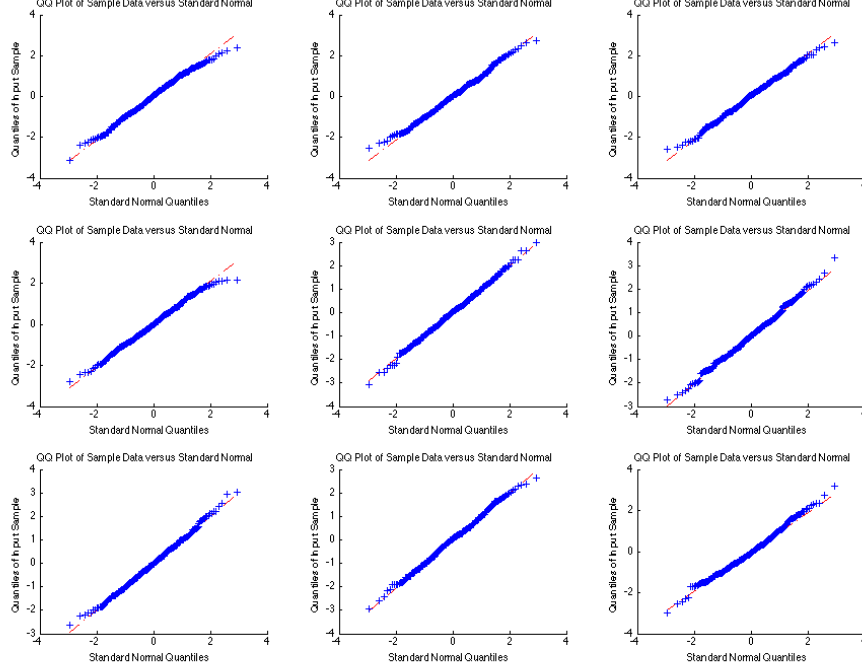 QQ Plot of Sample Data versus Standard Normal QQ Plot of Sample Data versus Standard Normal QQ Plot of Sample Data versus Standard Normal
4 4 4
2 2 2
0 0 0
-2 -2 -2
-4 -4 -4
Quantiles of Input Sample Quantiles of Input Sample Quantiles of Input Sample
-4 -2 0 2 4 -4 -2 0 2 4 -4 -2 0 2 4
Standard Normal Quantiles Standard Normal Quantiles Standard Normal Quantiles
QQ Plot of Sample Data versus Standard Normal QQ Plot of Sample Data versus Standard Normal QQ Plot of Sample Data versus Standard Normal
4 3 4
2 2 3
0 1 2
-2 0 1
-4 -1 0
-2 -1
-3 -2
-4 -3
Quantiles of Input Sample Quantiles of Input Sample Quantiles of Input Sample
-4 -2 0 2 4 -4 -2 0 2 4 -4 -2 0 2 4
Standard Normal Quantiles Standard Normal Quantiles Standard Normal Quantiles
QQ Plot of Sample Data versus Standard Normal QQ Plot of Sample Data versus Standard Normal QQ Plot of Sample Data versus Standard Normal
4 3 4
3 2 2
2 1 0
1 0 -2
0 -1 -4
-1 -2
-2 -3
-3 -4
Quantiles of Input Sample Quantiles of Input Sample Quantiles of Input Sample
-4 -2 0 2 4 -4 -2 0 2 4 -4 -2 0 2 4
Standard Normal Quantiles Standard Normal Quantiles Standard Normal Quantiles